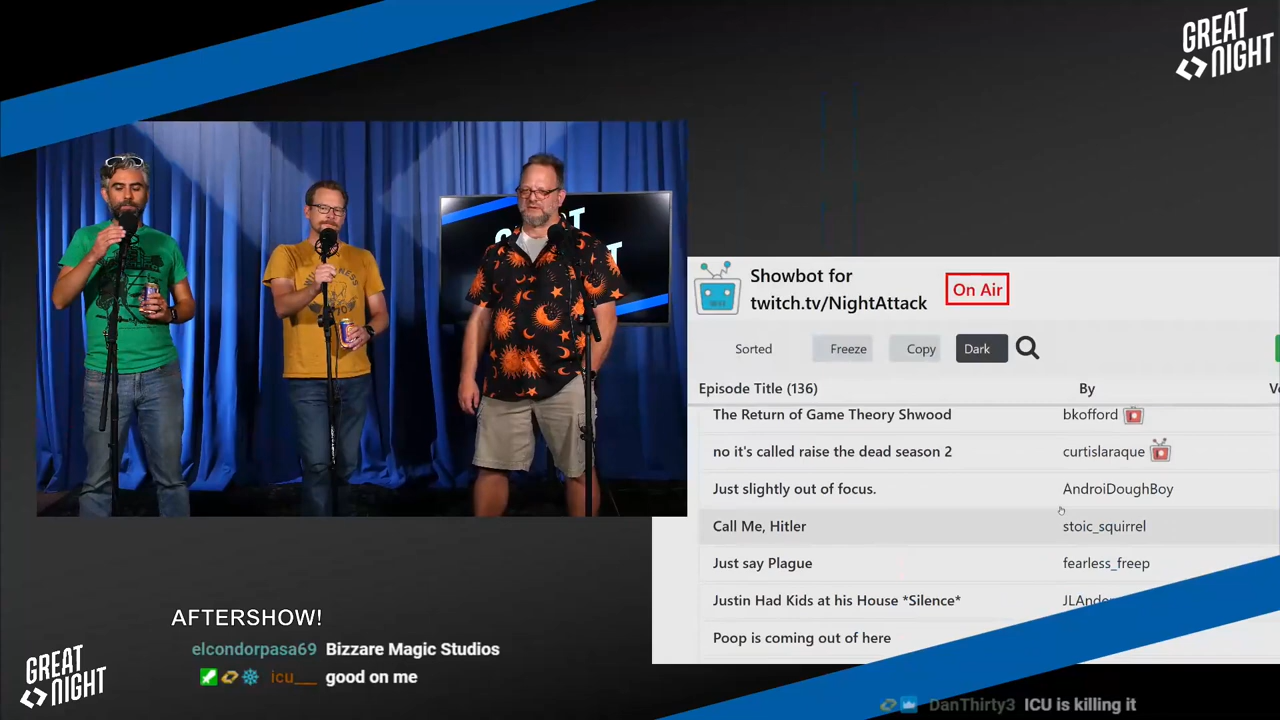 GREAT
NIGHT
Showbot for
twitch.tv/NightAttack
On Air
Sorted
Freeze
Copy
Dark
Episode Title (136)
By
The Return of Game Theory Shwood
bkofford
no it's called raise the dead season 2
curtislaraque
Just slightly out of focus.
AndroiDoughBoy
Call Me, Hitler
stoic_squirrel
Just say Plague
fearless_freep
Justin Had Kids at his House *Silence*
Poop is coming out of here
AFTERSHOW!
elcondorpasa69 Bizzare Magic Studios
icu___ good on me
GREAT
NIGHT
DanThirty3 ICU is killing it